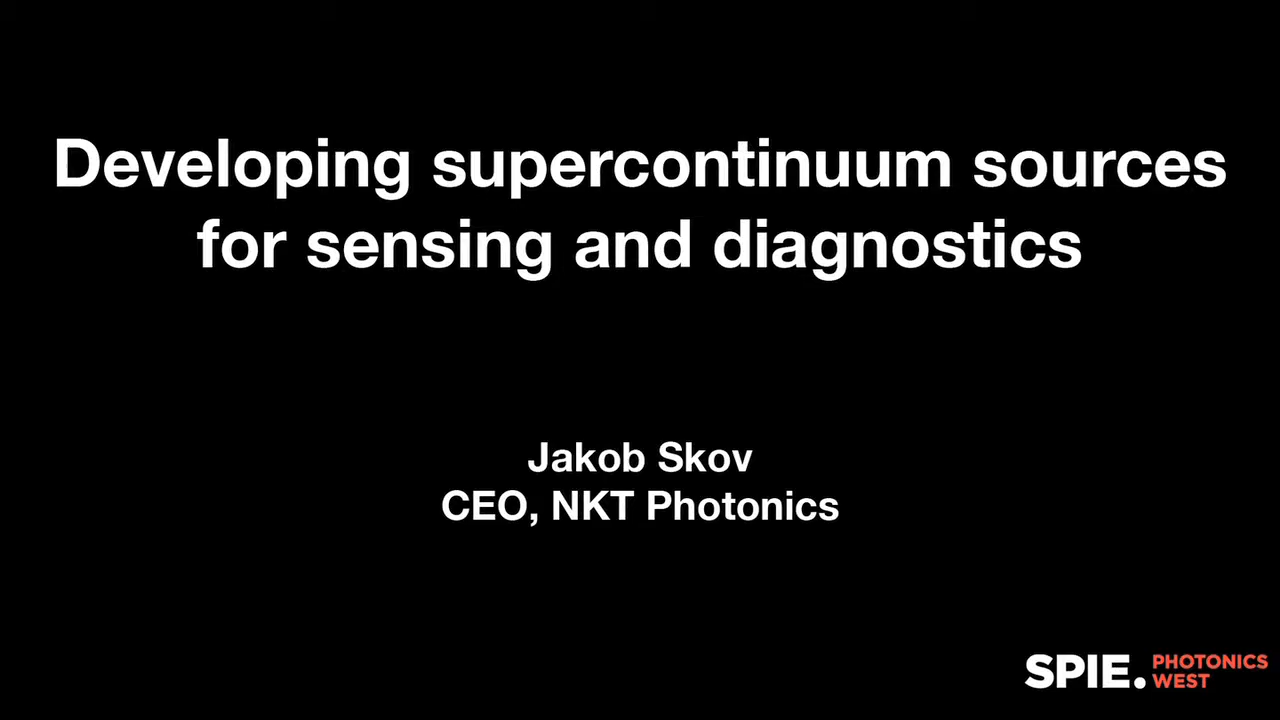 Developing supercontinuum sources
for sensing and diagnostics
Jakob Skov
CEO, NKT Photonics
SPIE. PHOTONICS
WEST